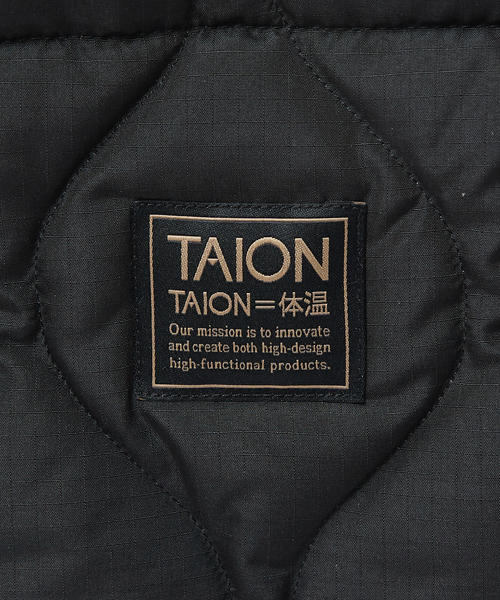 TAION
TAION=体温
Our mission is to innovate
and create both high-design
high-functional products.